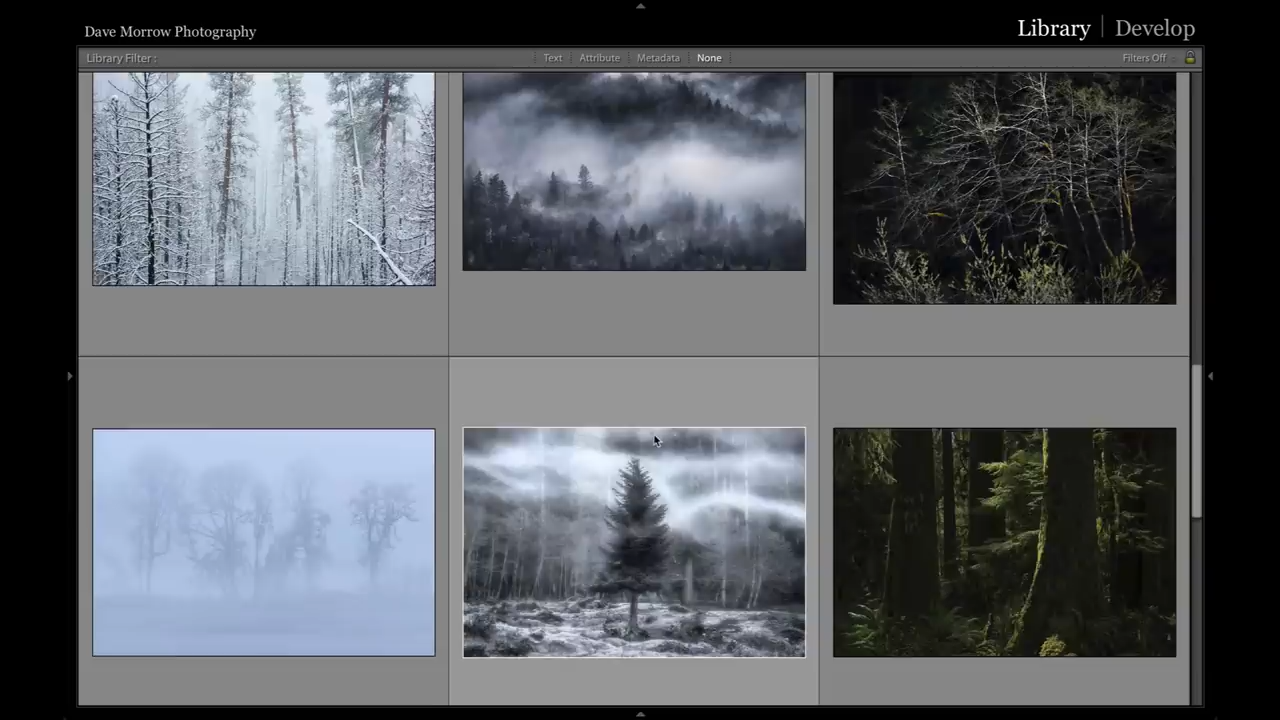 Dave Morrow Photography
Library | Develop
Library Filter :
Text | Attribute | Metadata | None
Filters Off